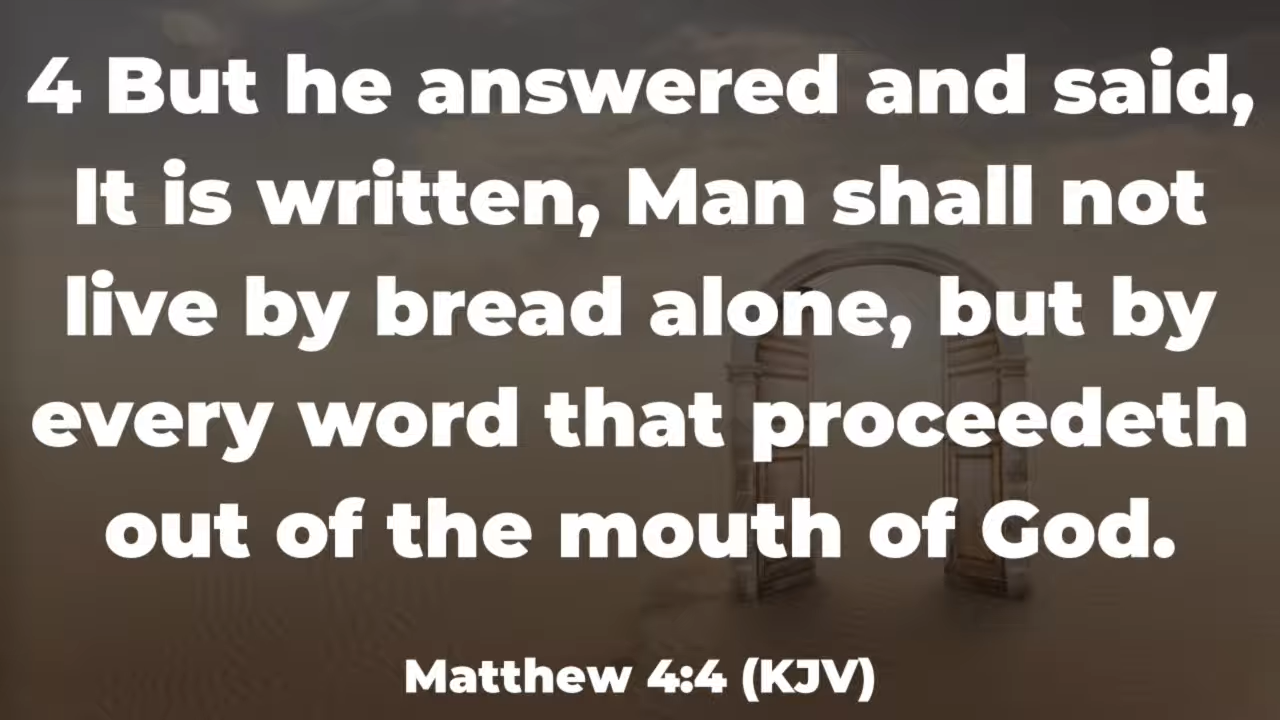 4 But he answered and said,
It is written, Man shall not
live by bread alone, but by
every word that proceedeth
out of the mouth of God.
Matthew 4:4 (KJV)